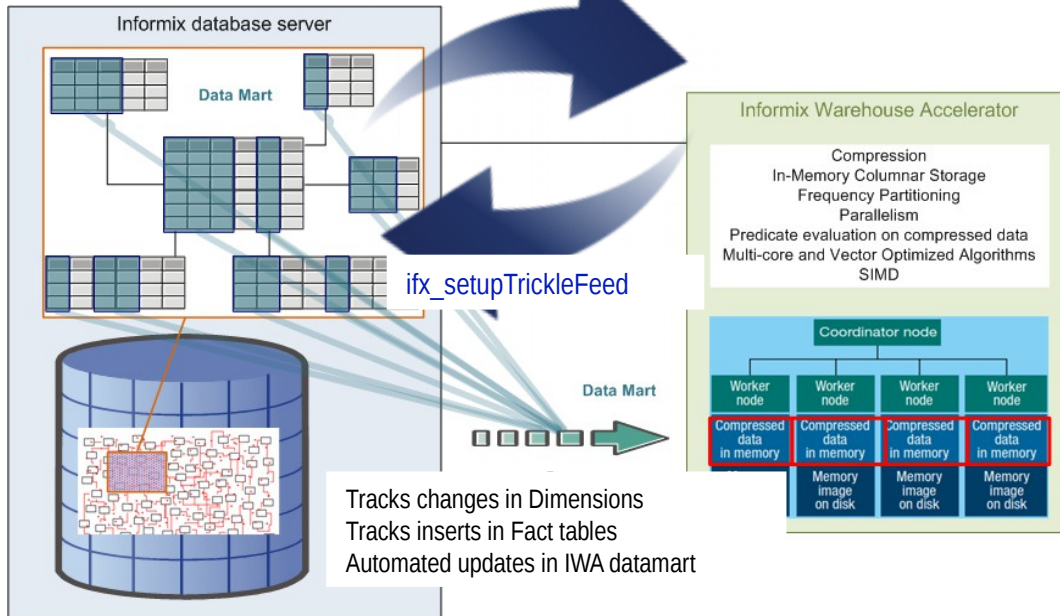 Informix database server
Data Mart
ifx_setupTrickleFeed
Data Mart
Tracks changes in Dimensions
Tracks inserts in Fact tables
Automated updates in IWA datamart
Informix Warehouse Accelerator
Compression
In-Memory Columnar Storage
Frequency Partitioning
Parallelism
Predicate evaluation on compressed data
Multi-core and Vector Optimized Algorithms
SIMD
Coordinator node
Worker
node
Worker
node
Worker
node
Worker
node
Compressed
data
in memory
Compressed
data
in memory
Compressed
data
in memory
Compressed
data
in memory
Memory
image
on disk
Memory
image
on disk
Memory
image
on disk